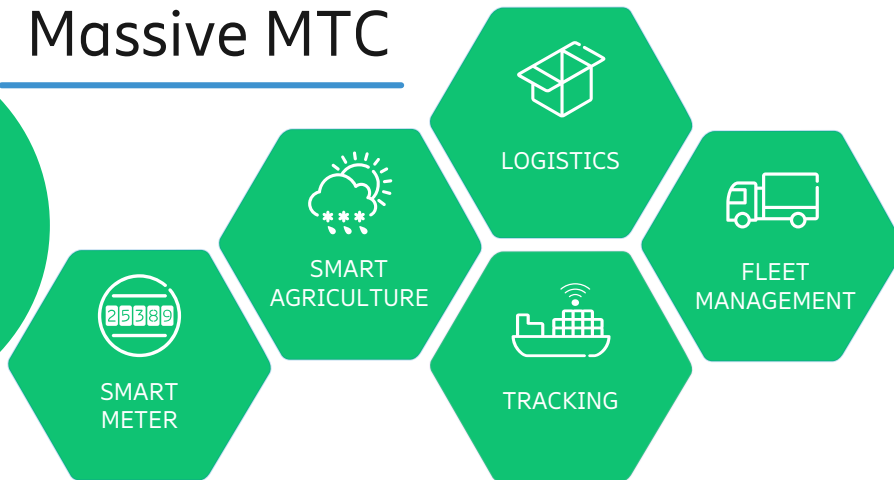 Massive MTC
LOGISTICS
SMART
AGRICULTURE
FLEET
MANAGEMENT
25389
SMART
METER
TRACKING